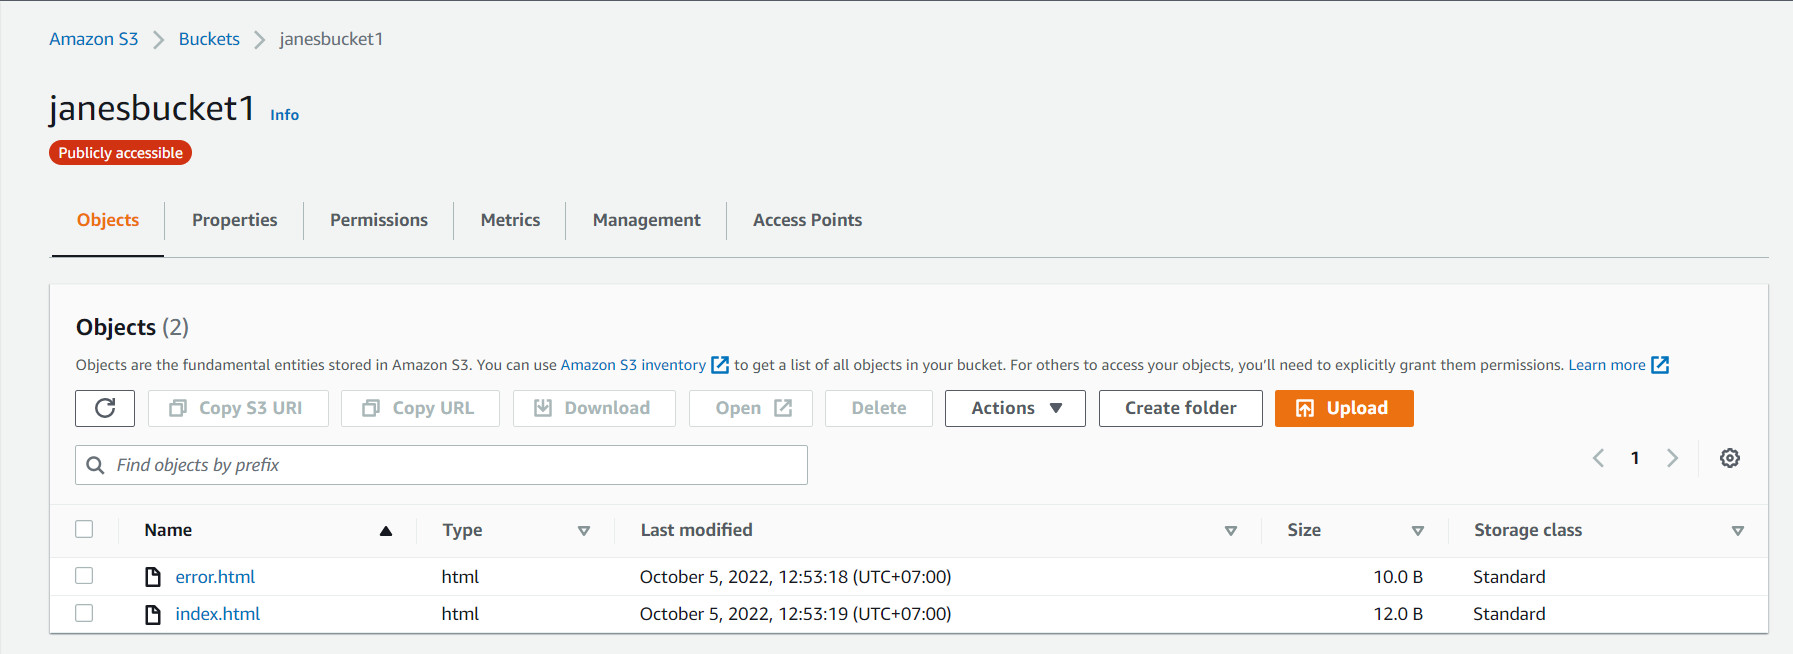 Amazon S3 > Buckets > janesbucket1
janesbucket1 Info
Publicly accessible
Objects Properties Permissions Metrics Management Access Points
Objects (2)
Objects are the fundamental entities stored in Amazon S3. You can use Amazon S3 inventory to get a list of all objects in your bucket. For others to access your objects, you’ll need to explicitly grant them permissions. Learn more
Copy S3 URI Copy URL Download Open Delete Actions Create folder Upload
Find objects by prefix 1
Name Type Last modified Size Storage class
error.html html October 5, 2022, 12:53:18 (UTC+07:00) 10.0 B Standard
index.html html October 5, 2022, 12:53:19 (UTC+07:00) 12.0 B Standard